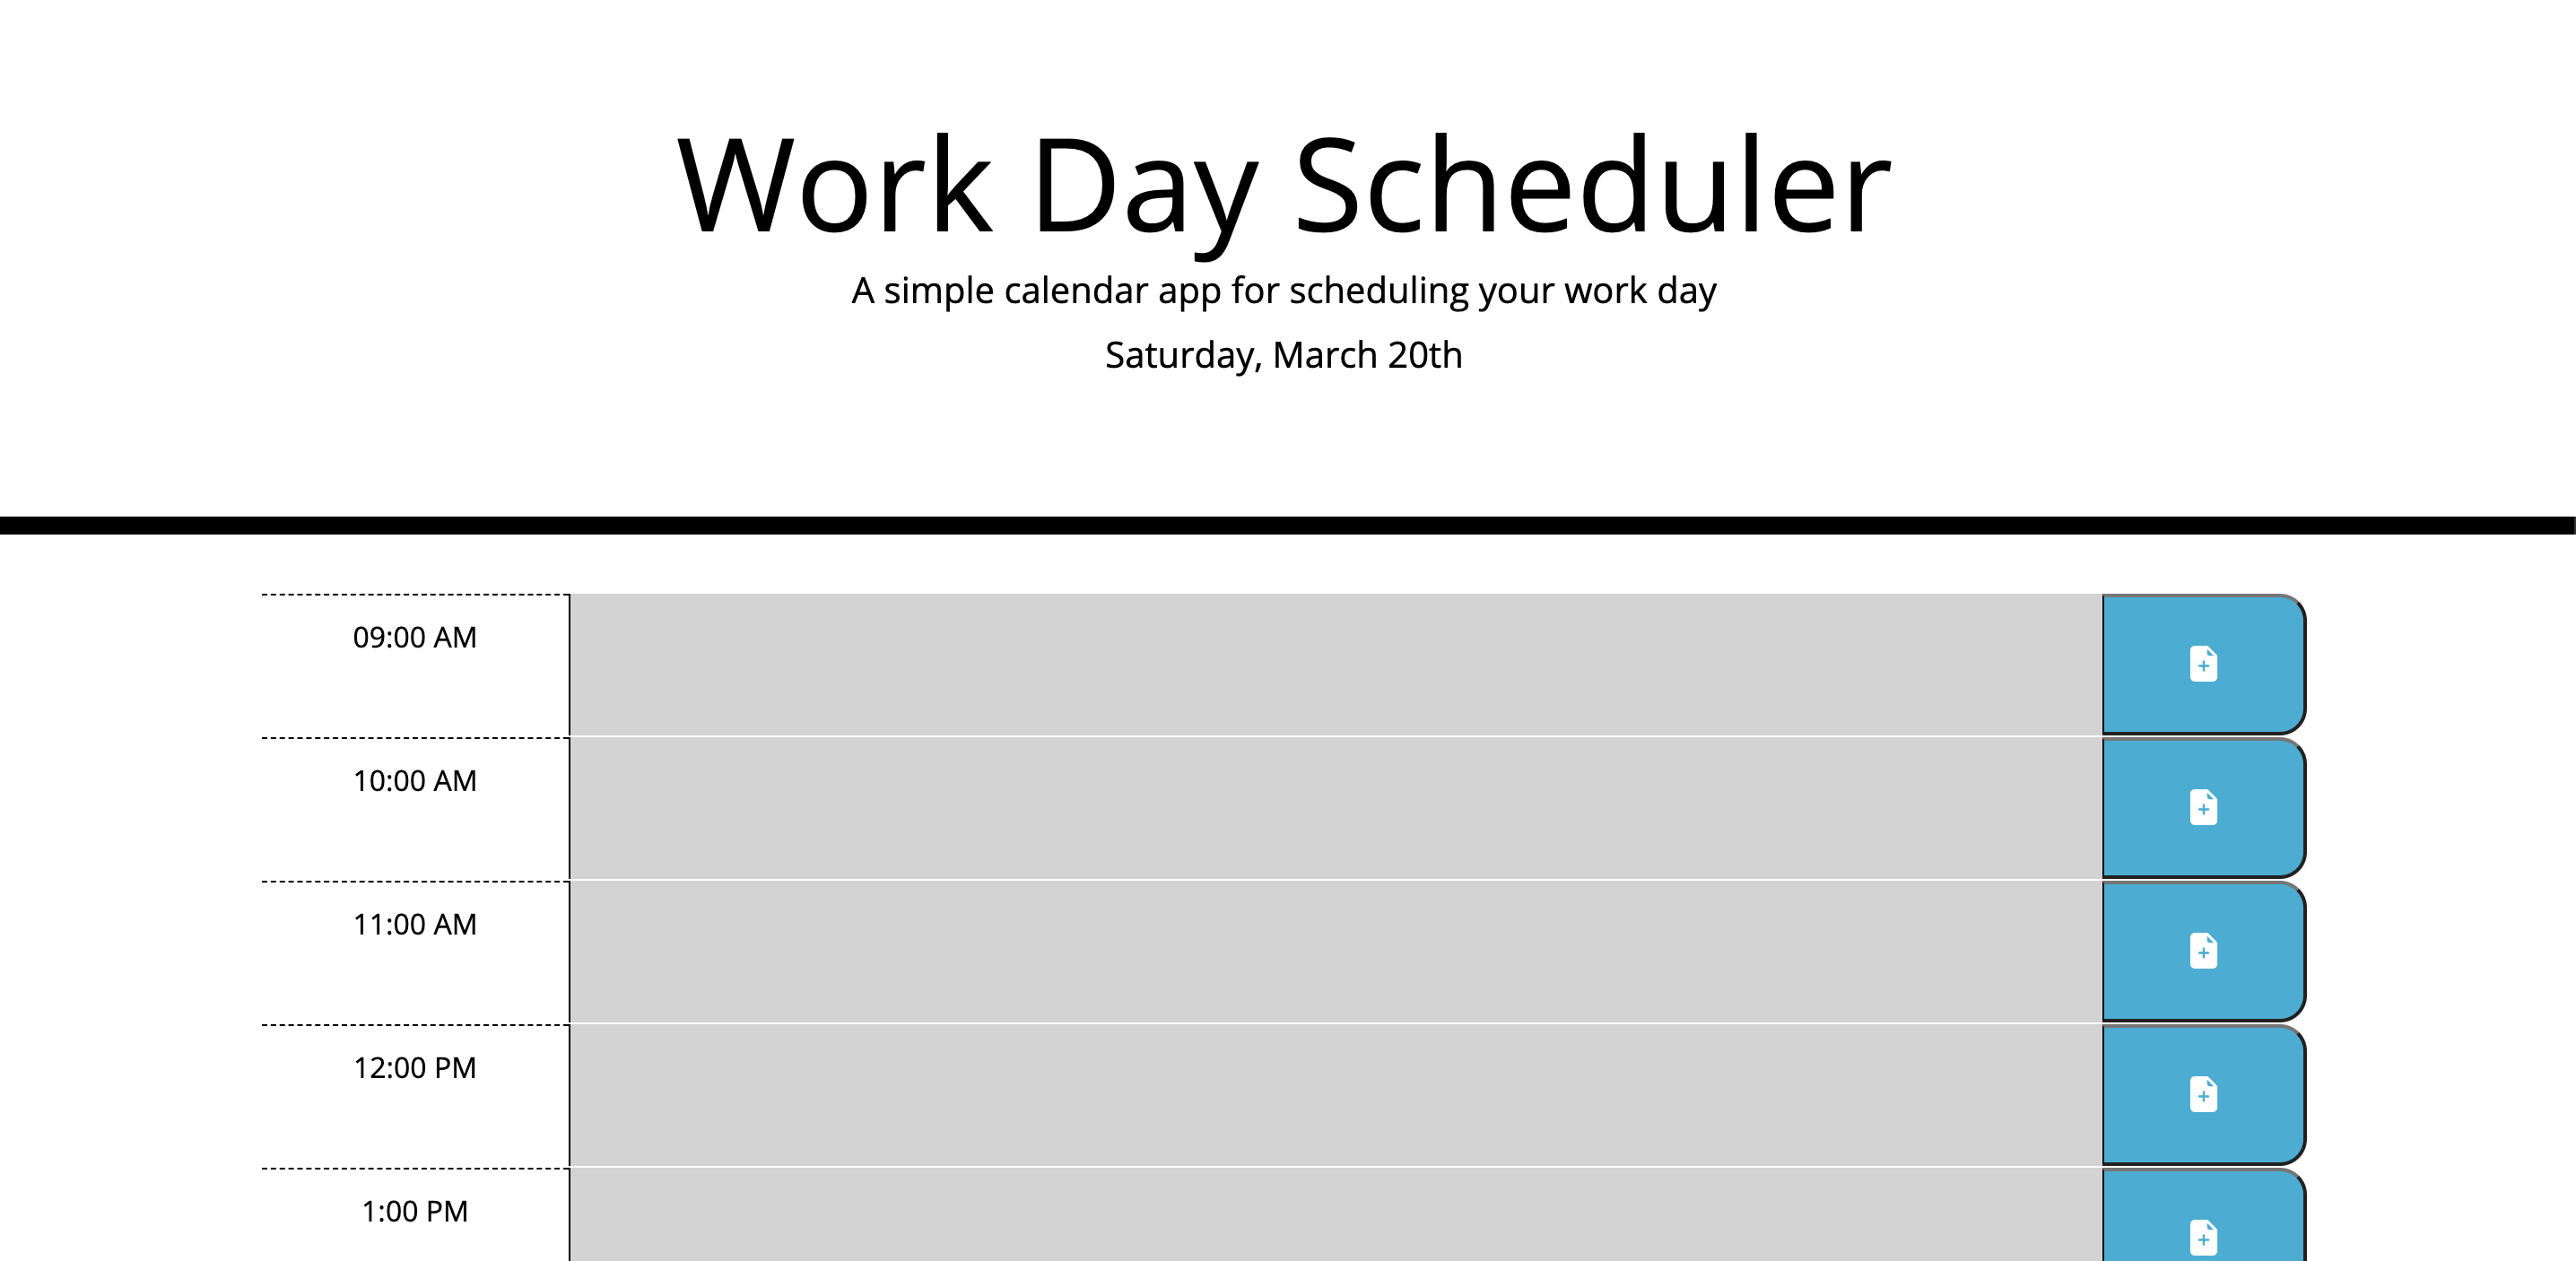 Work Day Scheduler
A simple calendar app for scheduling your work day
Saturday, March 20th
09:00 AM
10:00 AM
11:00 AM
12:00 PM
1:00 PM